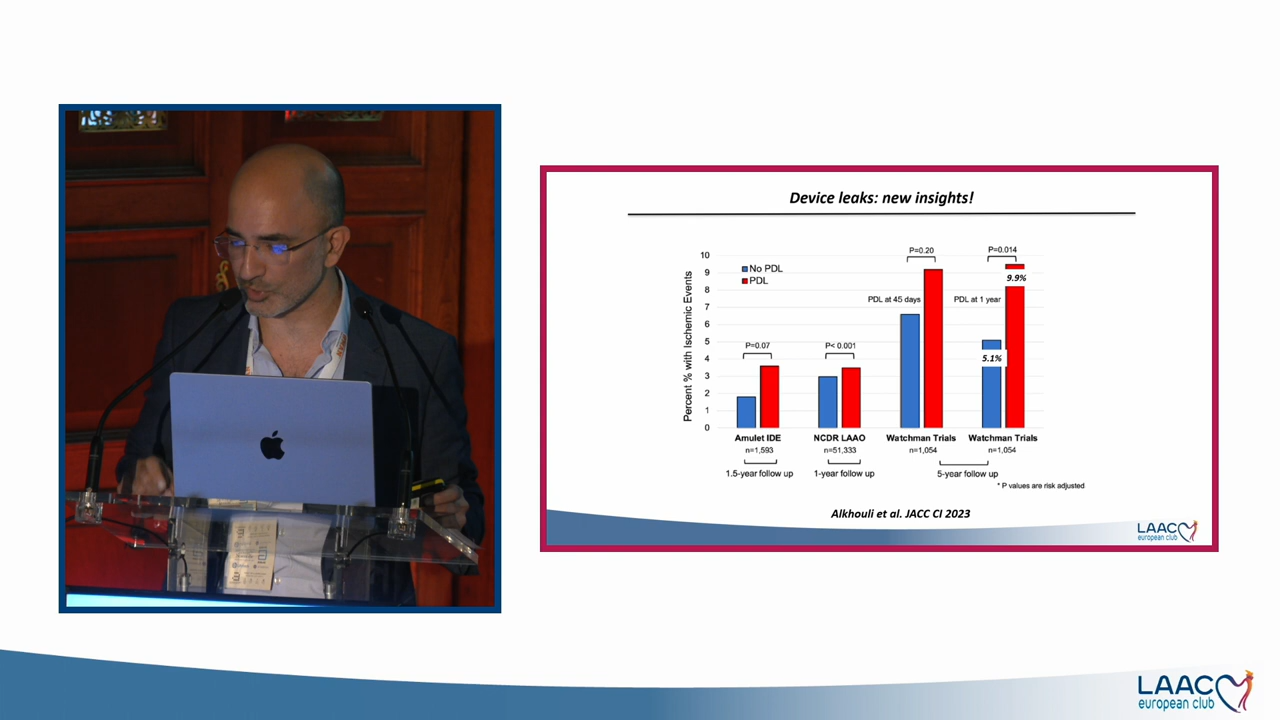 Device leaks: new insights!
Percent % with Ischemic Events
10
9
8
7
6
5
4
3
2
1
0
No PDL
PDL
P=0.07
P< 0.001
P=0.20
P=0.014
PDL at 45 days
PDL at 1 year
9.9%
5.1%
Amulet IDE
n=1,593
NCDR LAAO
n=51,333
Watchman Trials
n=1,054
Watchman Trials
n=1,054
1.5-year follow up
1-year follow up
5-year follow up
* P values are risk adjusted
Alkhouli et al. JACC CI 2023
LAAC
european club
LAAC
european club